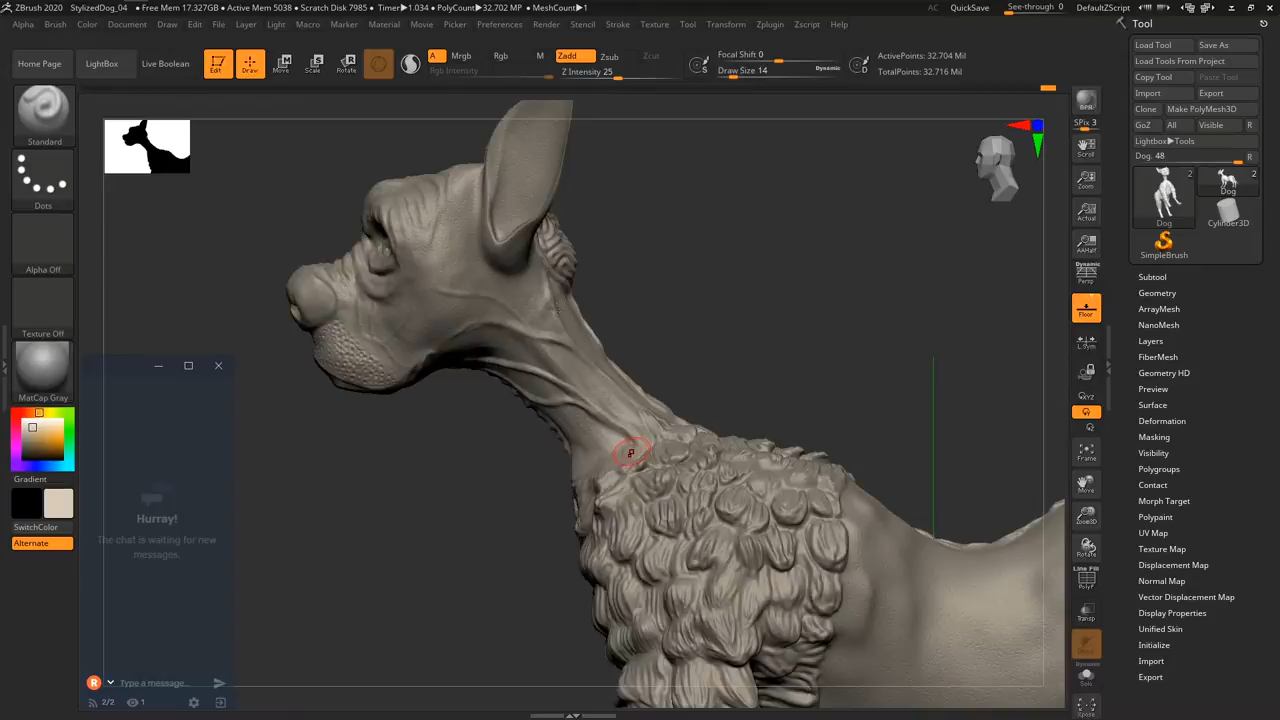 ZBrush 2020 StylizedDog_04 • Free Mem 17.327GB • Active Mem 5038 • Scratch Disk 7985 • Timer▶1.034 • PolyCount▶32.702 MP • MeshCount▶1
AC QuickSave See-through 0 DefaultZScript
Alpha Brush Color Document Draw Edit File Layer Light Macro Marker Material Movie Picker Preferences Render Stencil Stroke Texture Tool Transform Zplugin Zscript
Home Page LightBox Live Boolean
Edit Draw Move Scale Rotate
A Mrgb Rgb M Zadd Zsub Zcut
Rgb Intensity Z Intensity 25
Focal Shift 0
Draw Size 14 Dynamic
S D
ActivePoints: 32.704 Mil
TotalPoints: 32.716 Mil
Standard
Dots
Alpha Off
Texture Off
MatCap Gray
Gradient
SwitchColor
Alternate
Hurray!
The chat is waiting for new
messages.
R Type a message...
2/2 1
BPR
SPix 3
Scroll
Zoom
Actual
AAHalf
Dynamic
Persp
Floor
L.Sym
XYZ
Y
Z
Frame
Move
Zoom3D
Rotate
Line Fill
PolyF
Transp
Dynamic
Solo
Xpose
Tool
Load Tool Save As
Load Tools From Project
Copy Tool Paste Tool
Import Export
Clone Make PolyMesh3D
GoZ All Visible R
Lightbox▶Tools
Dog. 48 R
2 2
Dog
Dog Cylinder3D
SimpleBrush
Subtool
Geometry
ArrayMesh
NanoMesh
Layers
FiberMesh
Geometry HD
Preview
Surface
Deformation
Masking
Visibility
Polygroups
Contact
Morph Target
Polypaint
UV Map
Texture Map
Displacement Map
Normal Map
Vector Displacement Map
Display Properties
Unified Skin
Initialize
Import
Export